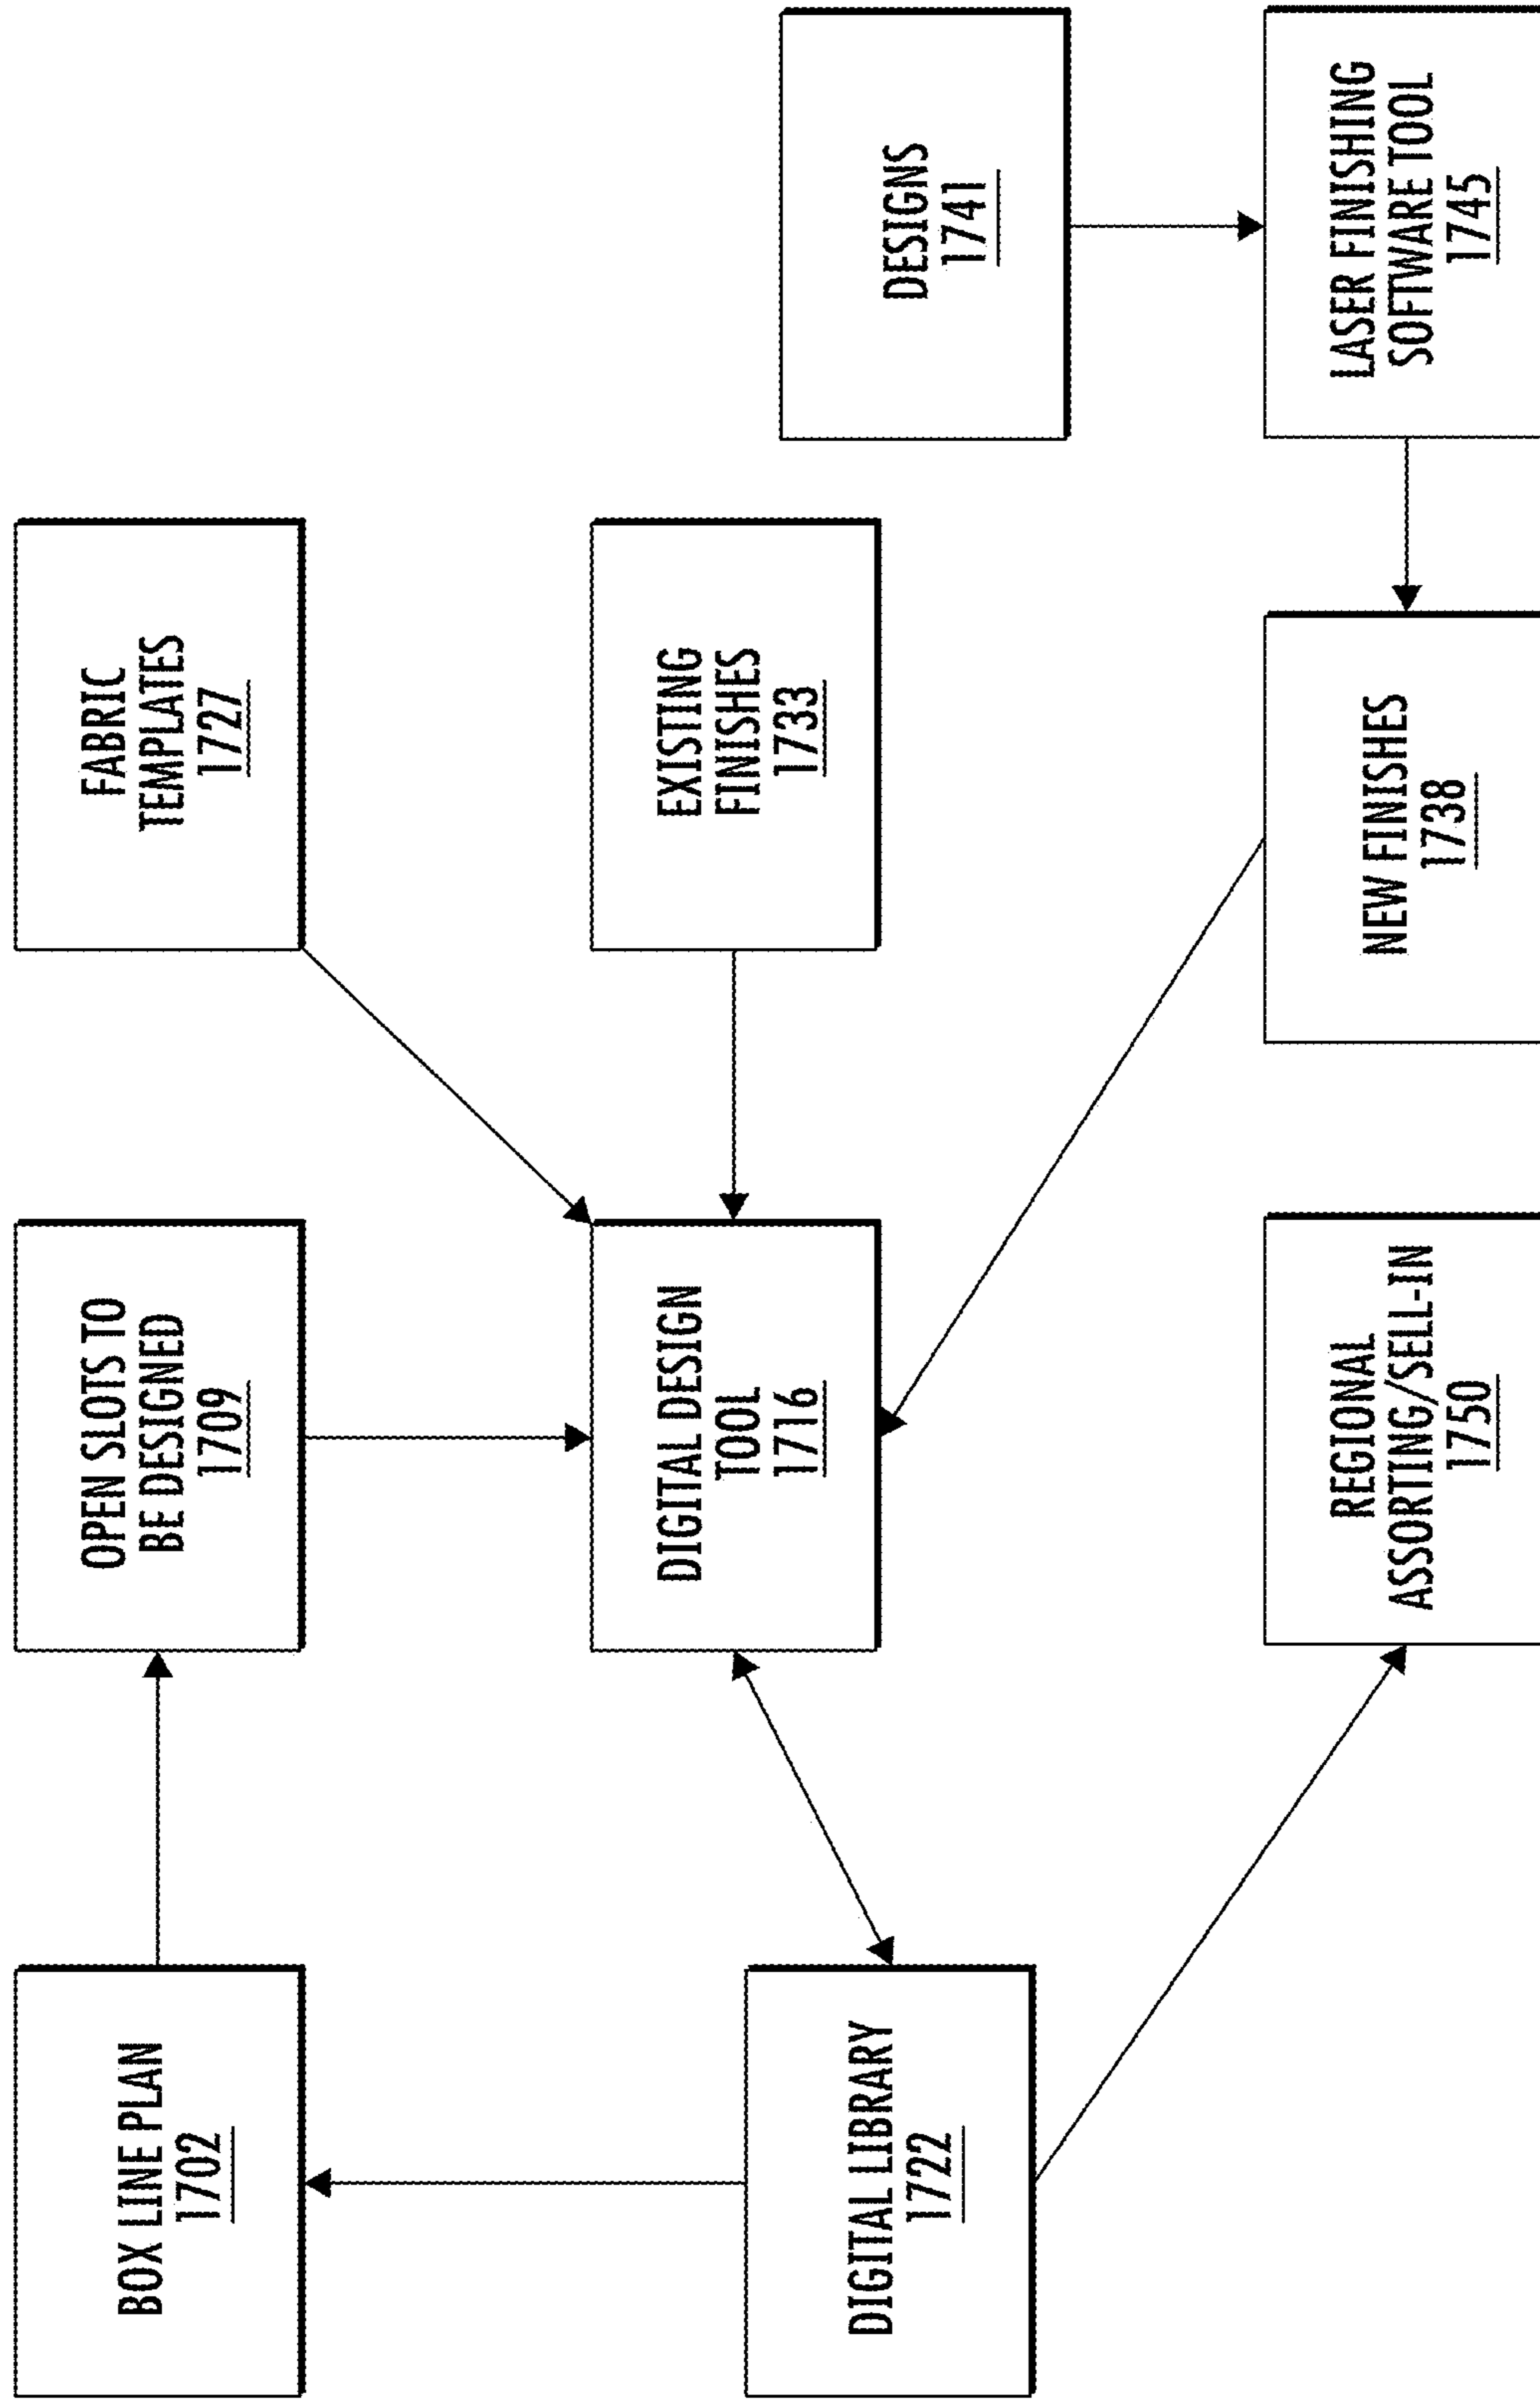 BOX LINE PLAN
1702
OPEN SLOTS TO
BE DESIGNED
1709
FABRIC
TEMPLATES
1727
DIGITAL LIBRARY
1722
DIGITAL DESIGN
TOOL
1716
EXISTING
FINISHES
1733
DESIGNS
1741
REGIONAL
ASSORTING/SELL-IN
1750
NEW FINISHES
1738
LASER FINISHING
SOFTWARE TOOL
1745